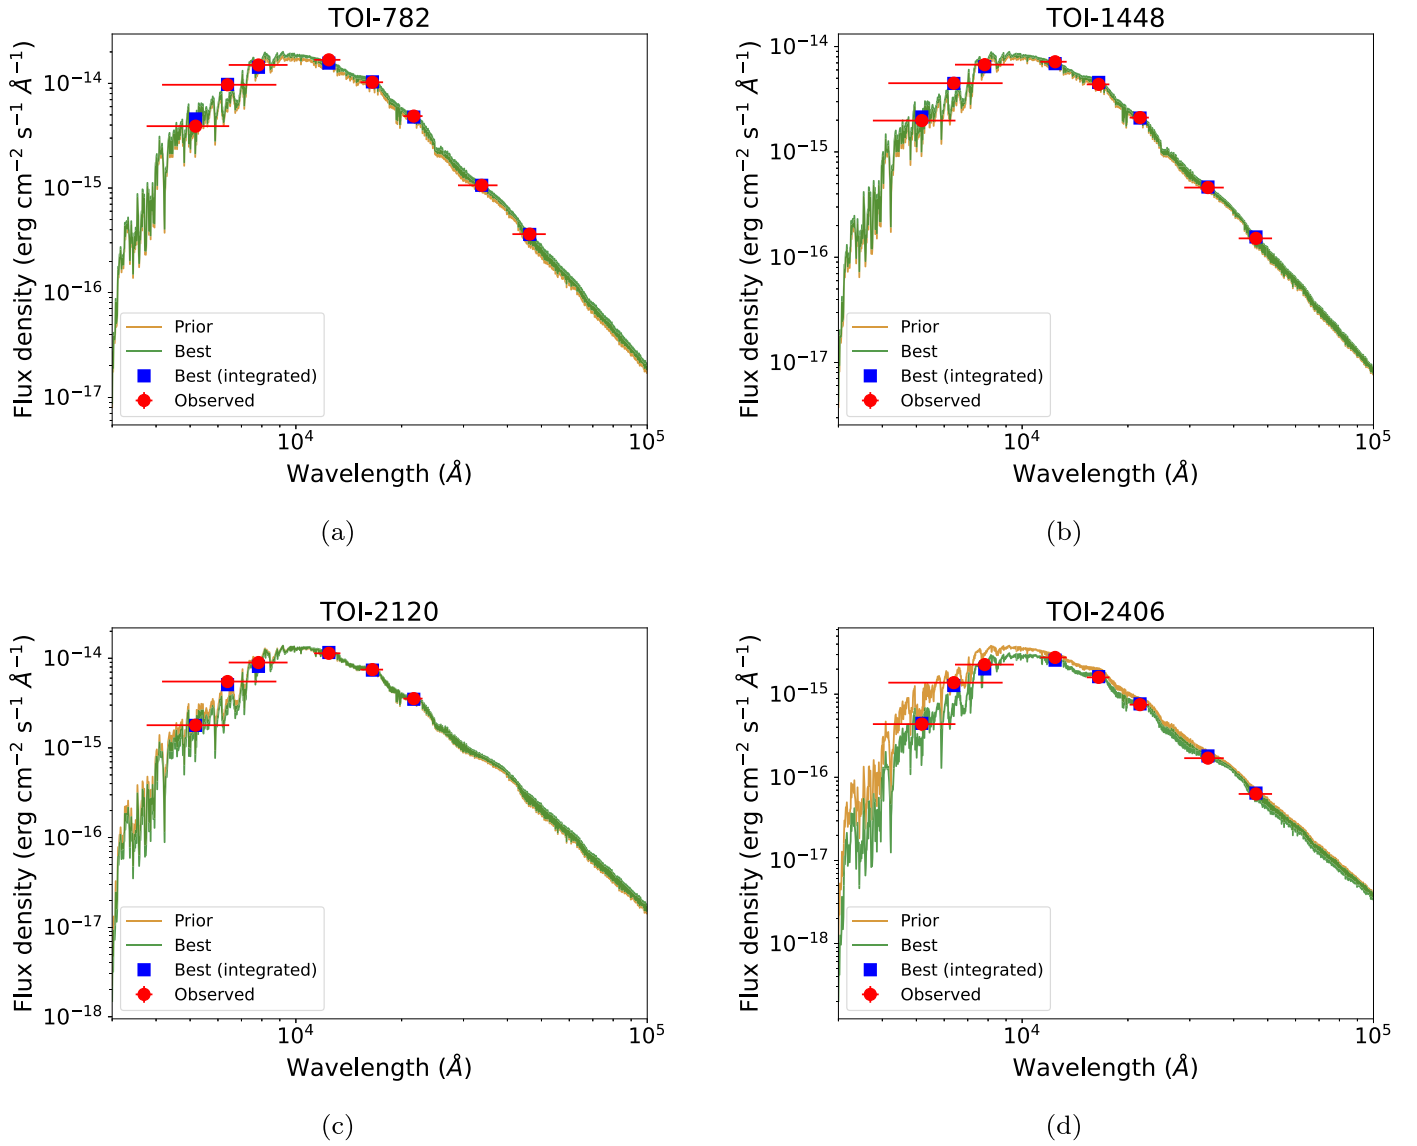 TOI-782
Flux density (erg cm−2 s−1 Å−1)
10−14
10−15
10−16
10−17
Prior
Best
Best (integrated)
Observed
104
105
Wavelength (Å)
(a)
TOI-1448
Flux density (erg cm−2 s−1 Å−1)
10−14
10−15
10−16
10−17
Prior
Best
Best (integrated)
Observed
104
105
Wavelength (Å)
(b)
TOI-2120
Flux density (erg cm−2 s−1 Å−1)
10−14
10−15
10−16
10−17
10−18
Prior
Best
Best (integrated)
Observed
104
105
Wavelength (Å)
(c)
TOI-2406
Flux density (erg cm−2 s−1 Å−1)
10−15
10−16
10−17
10−18
Prior
Best
Best (integrated)
Observed
104
105
Wavelength (Å)
(d)